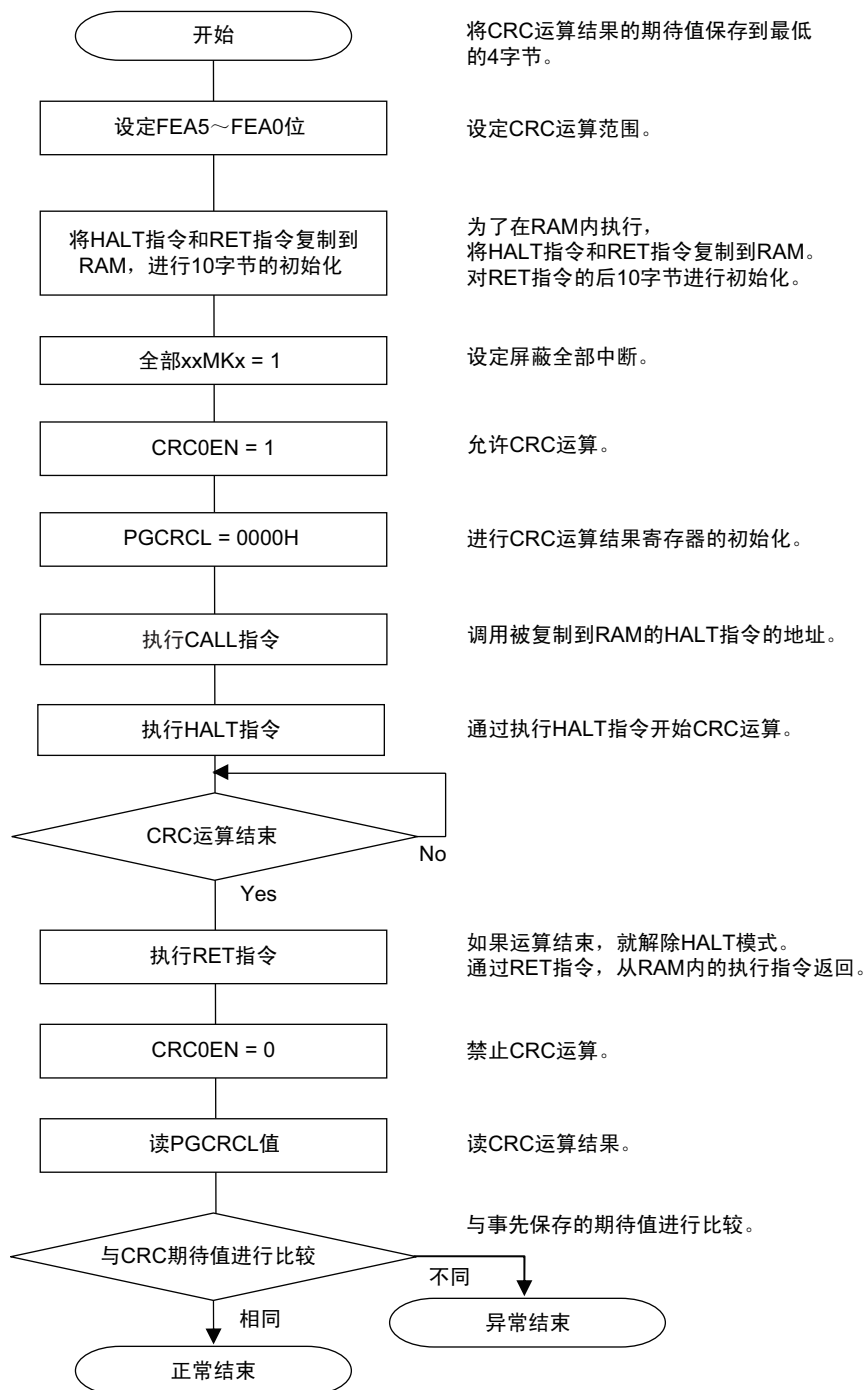 开始
将CRC运算结果的期待值保存到最低
的4字节。
设定FEA5～FEA0位
设定CRC运算范围。
将HALT指令和RET指令复制到
RAM，进行10字节的初始化
为了在RAM内执行，
将HALT指令和RET指令复制到RAM。
对RET指令的后10字节进行初始化。
全部xxMKx = 1
设定屏蔽全部中断。
CRC0EN = 1
允许CRC运算。
PGCRCL = 0000H
进行CRC运算结果寄存器的初始化。
执行CALL指令
调用被复制到RAM的HALT指令的地址。
执行HALT指令
通过执行HALT指令开始CRC运算。
CRC运算结束
No
Yes
执行RET指令
如果运算结束，就解除HALT模式。
通过RET指令，从RAM内的执行指令返回。
CRC0EN = 0
禁止CRC运算。
读PGCRCL值
读CRC运算结果。
与事先保存的期待值进行比较。
与CRC期待值进行比较
不同
相同
异常结束
正常结束